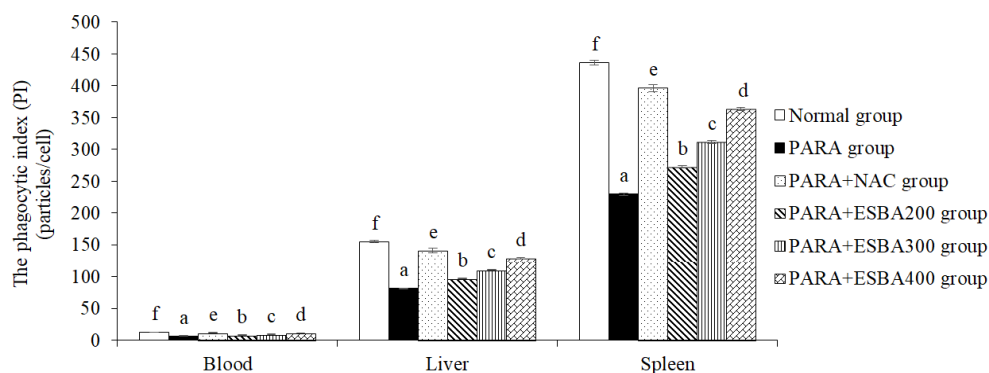 The phagocytic index (PI)
(particles/cell)
500
450
400
350
300
250
200
150
100
50
0
f a e b c d
f a e b c d
f a e b c d
Blood Liver Spleen
Normal group
PARA group
PARA+NAC group
PARA+ESBA200 group
PARA+ESBA300 group
PARA+ESBA400 group